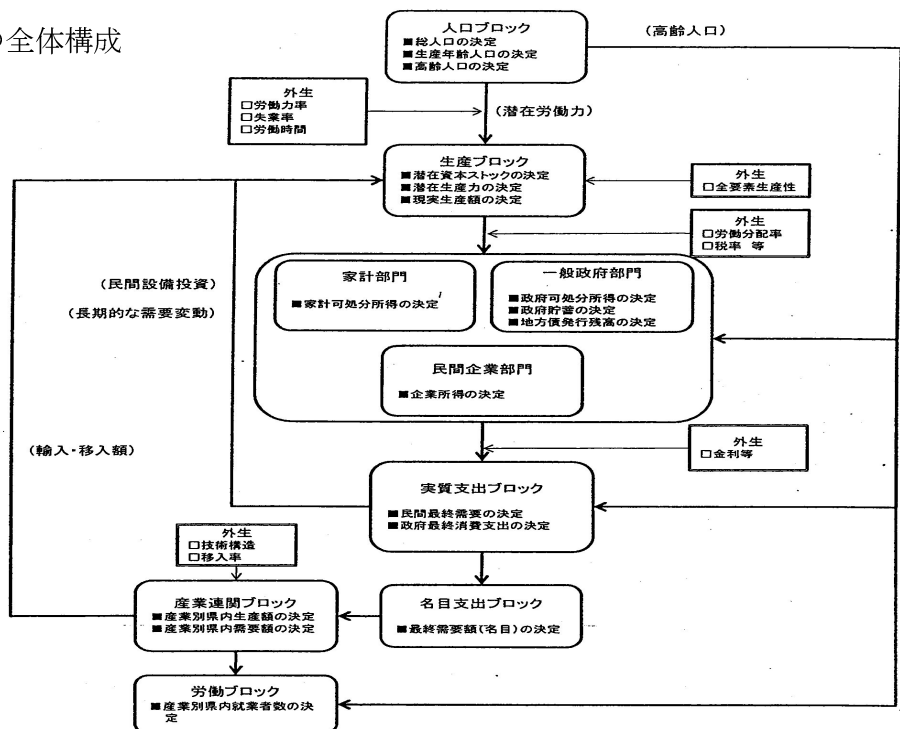 の全体構成
人口ブロック
■総人口の決定
■生産年齢人口の決定
■高齢人口の決定
(高齢人口)
外生
□労働力率
□失業率
□労働時間
(潜在労働力)
生産ブロック
■潜在資本ストックの決定
■潜在生産力の決定
■現実生産額の決定
外生
□全要素生産性
外生
□労働分配率
□税率 等
(民間設備投資)
(長期的な需要変動)
家計部門
■家計可処分所得の決定
一般政府部門
■政府可処分所得の決定
■政府貯蓄の決定
■地方債発行残高の決定
民間企業部門
■企業所得の決定
(輸入・移入額)
外生
□金利等
実質支出ブロック
■民間最終需要の決定
■政府最終消費支出の決定
外生
□技術構造
□移入率
産業連関ブロック
■産業別県内生産額の決定
■産業別県内需要額の決定
名目支出ブロック
■最終需要額(名目)の決定
労働ブロック
■産業別県内就業者数の決
定